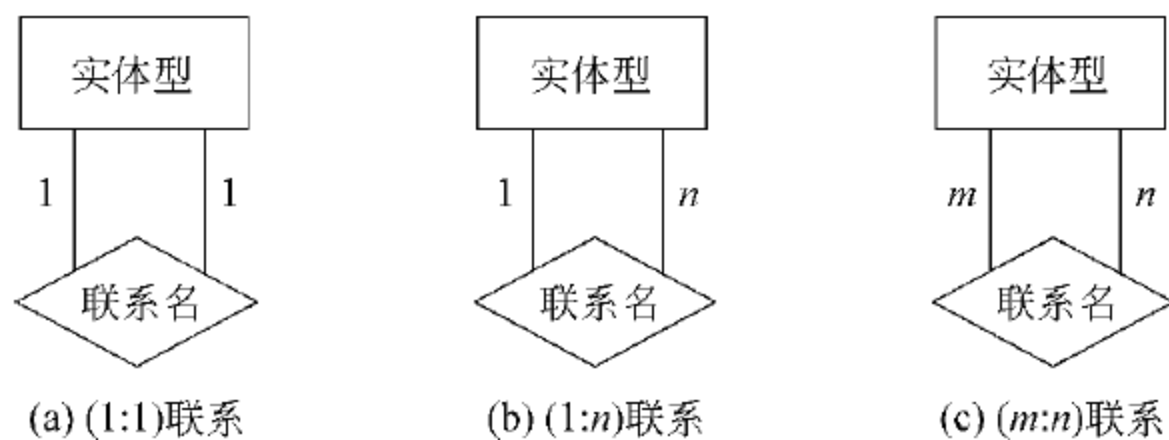 实体型 实体型 实体型
1 1 1 n m n
联系名 联系名 联系名
(a) (1:1)联系 (b) (1:n)联系 (c) (m:n)联系